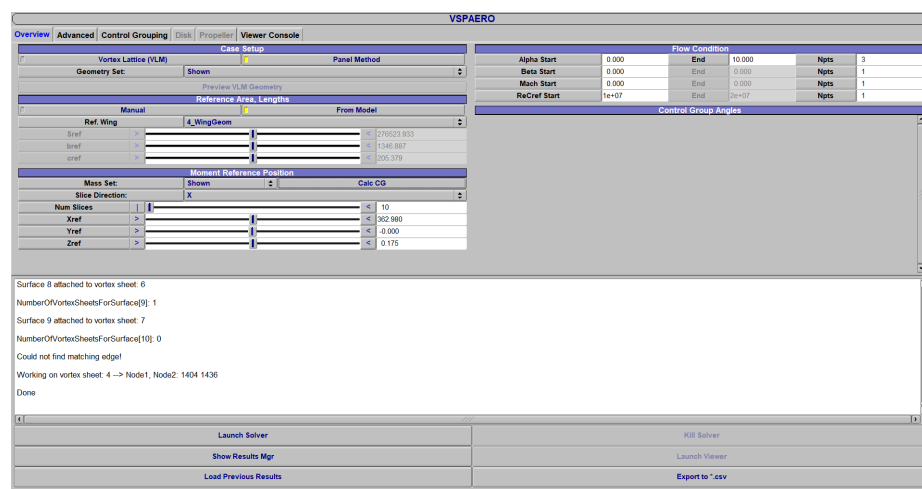 VSPAERO
Overview Advanced Control Grouping Disk Propeller Viewer Console
Case Setup
Vortex Lattice (VLM) Panel Method
Geometry Set: Shown
Preview VLM Geometry
Reference Area, Lengths
Manual From Model
Ref. Wing 4_WingGeom
Sref > < 276523.933
bref > < 1346.887
cref > < 205.379
Moment Reference Position
Mass Set: Shown Calc CG
Slice Direction: X
Num Slices | < 10
Xref > < 362.980
Yref > < -0.000
Zref > < 0.175
Flow Condition
Alpha Start 0.000 End 10.000 Npts 3
Beta Start 0.000 End 0.000 Npts 1
Mach Start 0.000 End 0.000 Npts 1
ReCref Start 1e+07 End 2e+07 Npts 1
Control Group Angles
Surface 8 attached to vortex sheet: 6
NumberOfVortexSheetsForSurface[9]: 1
Surface 9 attached to vortex sheet: 7
NumberOfVortexSheetsForSurface[10]: 0
Could not find matching edge!
Working on vortex sheet: 4 --> Node1, Node2: 1404 1436
Done
Launch Solver Kill Solver
Show Results Mgr Launch Viewer
Load Previous Results Export to *.csv